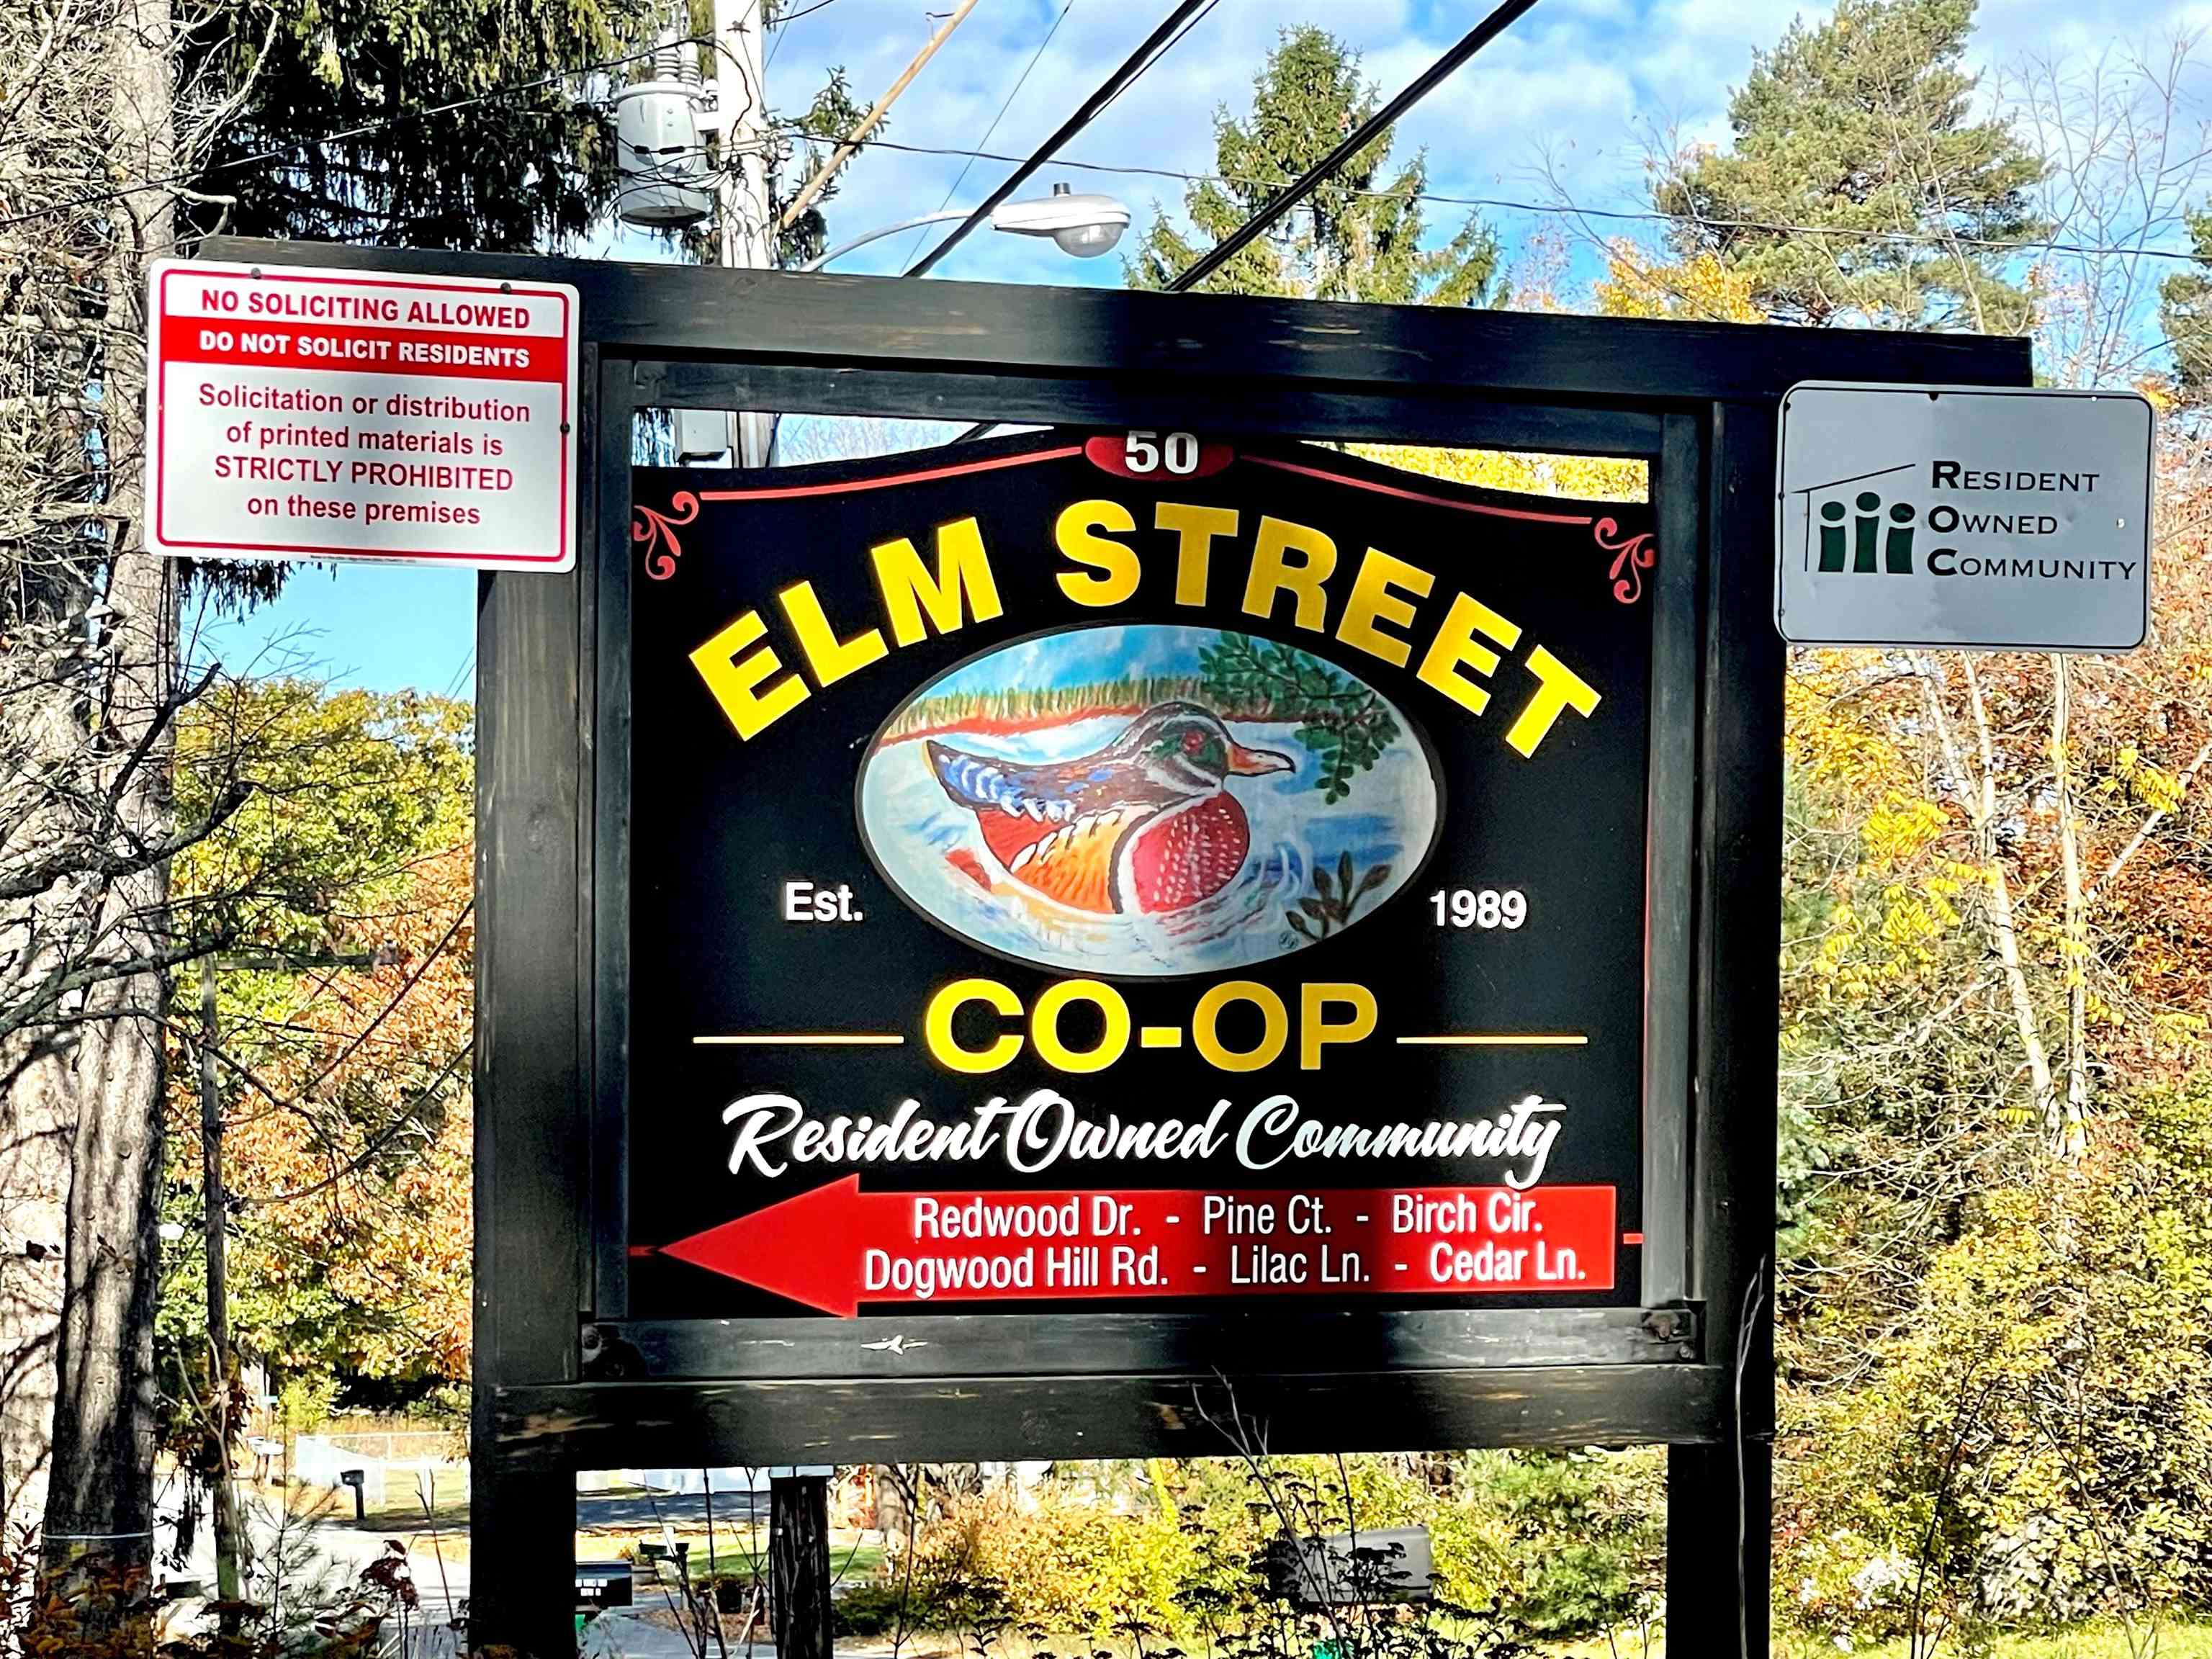 NO SOLICITING ALLOWED
DO NOT SOLICIT RESIDENTS
Solicitation or distribution
of printed materials is
STRICTLY PROHIBITED
on these premises
50
ELM STREET
Est. 1989
CO-OP
Resident Owned Community
Redwood Dr. - Pine Ct. - Birch Cir.
Dogwood Hill Rd. - Lilac Ln. - Cedar Ln.
RESIDENT
OWNED
COMMUNITY